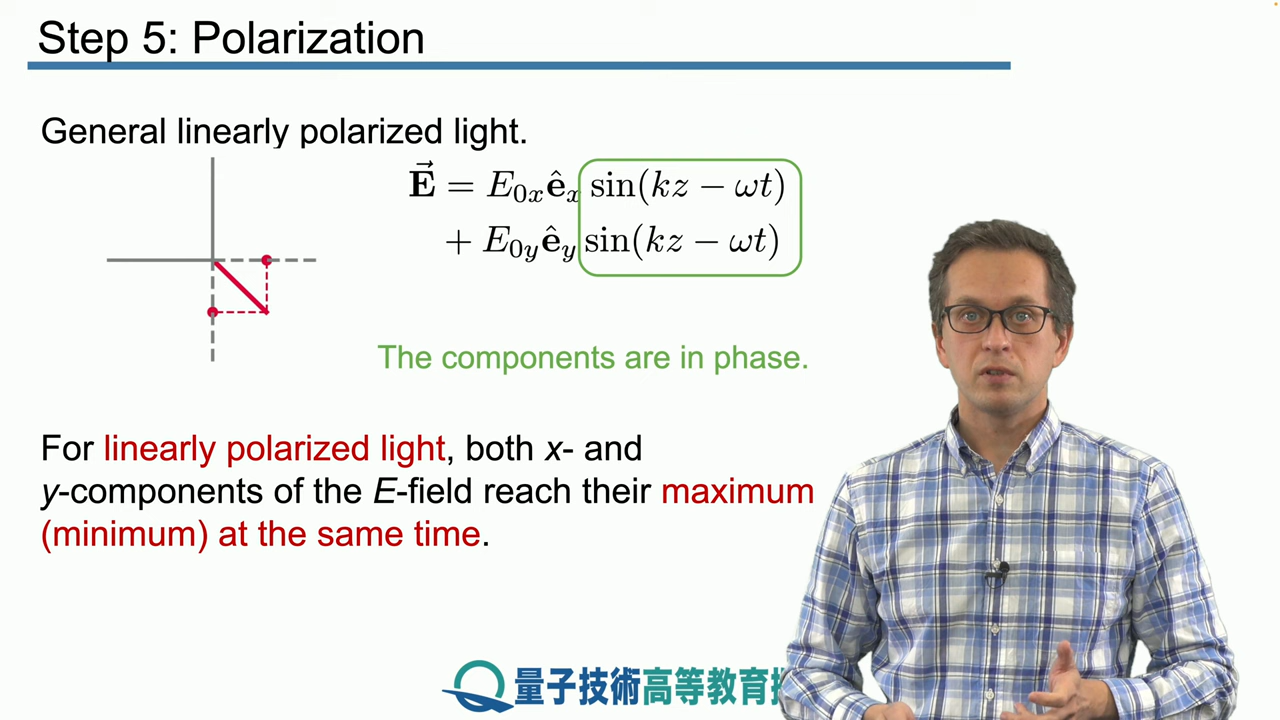 Step 5: Polarization
General linearly polarized light.
E⃗ = E₀ₓêₓ sin(kz − ωt)
+ E₀ᵧêᵧ sin(kz − ωt)
The components are in phase.
For linearly polarized light, both x- and
y-components of the E-field reach their maximum
(minimum) at the same time.
量子技術高等教育